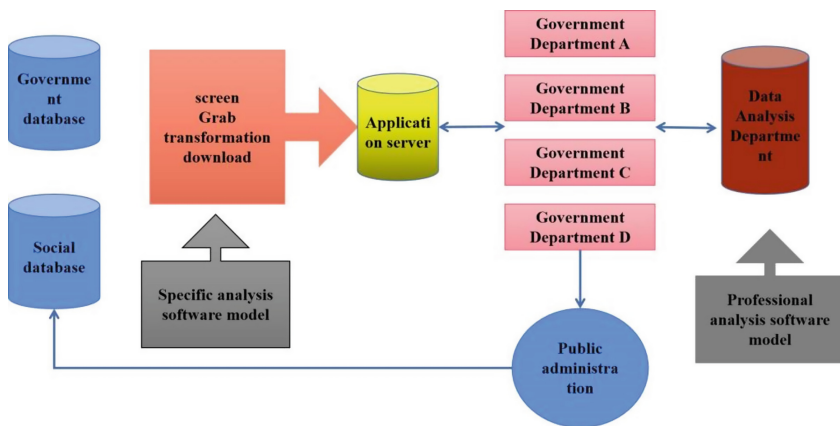 Governme
nt
database
Social
database
screen
Grab
transformation
download
Specific analysis
software model
Applicati
on server
Government
Department A
Government
Department B
Government
Department C
Government
Department D
Public
administra
tion
Data
Analysis
Departme
nt
Professional
analysis software
model